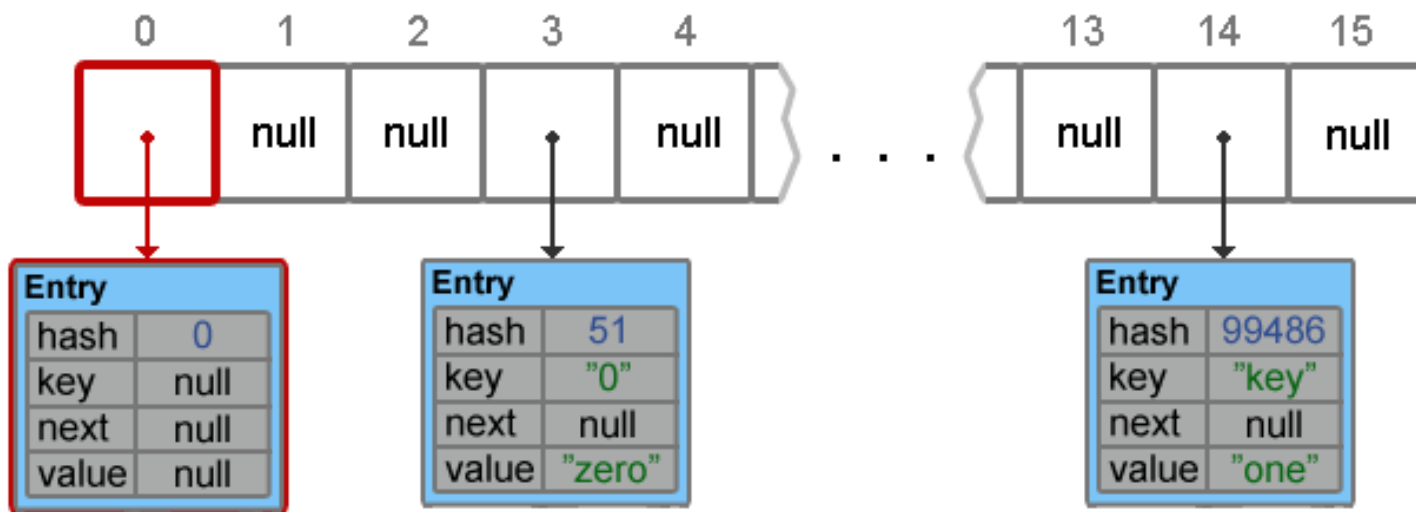 0 1 2 3 4 13 14 15
null null null . . . null null
Entry Entry Entry
hash 0 hash 51 hash 99486
key null key ”0” key ”key”
next null next null next null
value null value ”zero” value ”one”